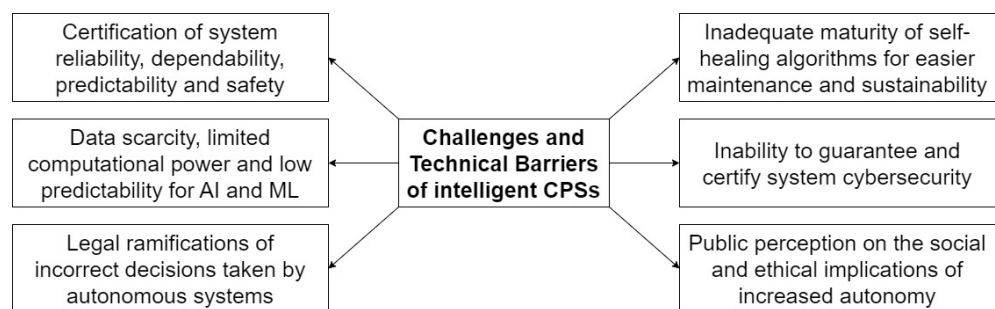 Certification of system
reliability, dependability,
predictability and safety
Data scarcity, limited
computational power and low
predictability for AI and ML
Legal ramifications of
incorrect decisions taken by
autonomous systems
Challenges and
Technical Barriers
of intelligent CPSs
Inadequate maturity of self-
healing algorithms for easier
maintenance and sustainability
Inability to guarantee and
certify system cybersecurity
Public perception on the social
and ethical implications of
increased autonomy